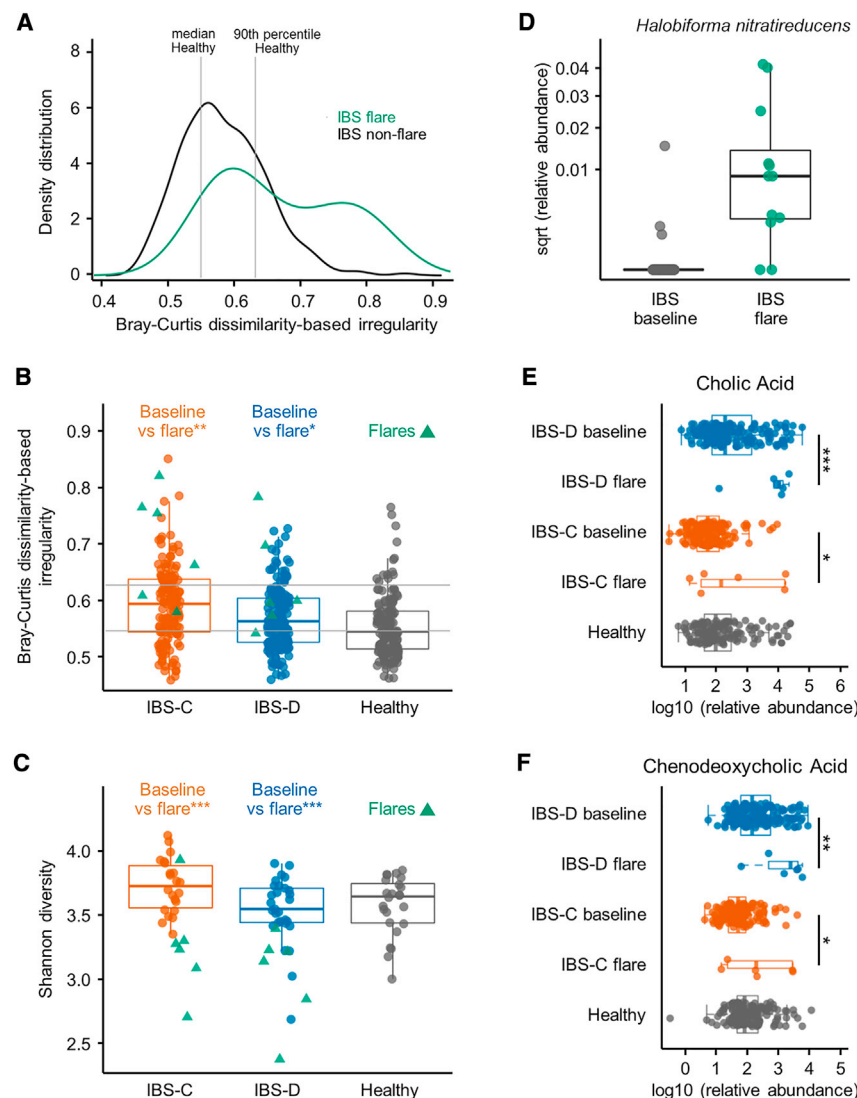 A
median
Healthy
90th percentile
Healthy
8
6
4
2
0
Density distribution
IBS flare
IBS non-flare
0.4 0.5 0.6 0.7 0.8 0.9
Bray-Curtis dissimilarity-based irregularity
D
Halobiforma nitratireducens
0.04
0.03
0.02
0.01
sqrt (relative abundance)
IBS
baseline
IBS
flare
B
Baseline
vs flare**
Baseline
vs flare*
Flares
0.9
0.8
0.7
0.6
0.5
Bray-Curtis dissimilarity-based
irregularity
IBS-C IBS-D Healthy
E
Cholic Acid
IBS-D baseline
IBS-D flare
IBS-C baseline
IBS-C flare
Healthy
***
*
1 2 3 4 5 6
log10 (relative abundance)
C
Baseline
vs flare***
Baseline
vs flare***
Flares
4.0
3.5
3.0
2.5
Shannon diversity
IBS-C IBS-D Healthy
F
Chenodeoxycholic Acid
IBS-D baseline
IBS-D flare
IBS-C baseline
IBS-C flare
Healthy
**
*
0 1 2 3 4 5
log10 (relative abundance)